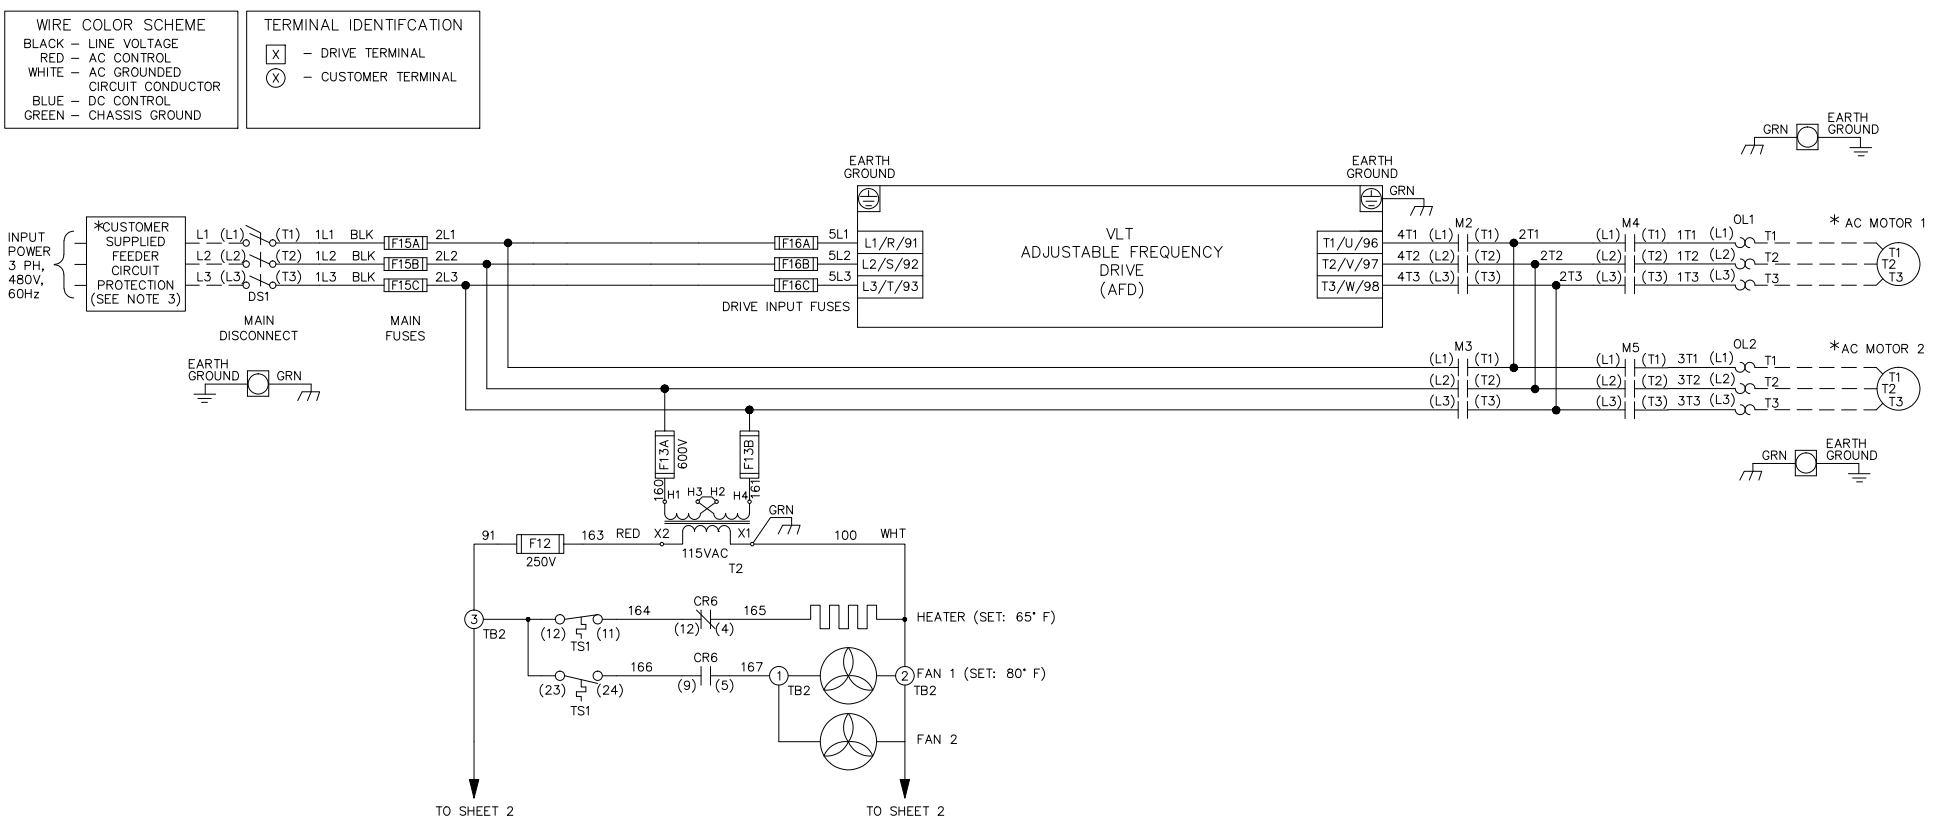 WIRE COLOR SCHEME
BLACK – LINE VOLTAGE
RED – AC CONTROL
WHITE – AC GROUNDED
CIRCUIT CONDUCTOR
BLUE – DC CONTROL
GREEN – CHASSIS GROUND
TERMINAL IDENTIFCATION
X – DRIVE TERMINAL
X – CUSTOMER TERMINAL
INPUT
POWER
3 PH,
480V,
60Hz
*CUSTOMER
SUPPLIED
FEEDER
CIRCUIT
PROTECTION
(SEE NOTE 3)
L1 (L1) (T1) 1L1 BLK F15A 2L1
L2 (L2) (T2) 1L2 BLK F15B 2L2
L3 (L3) (T3) 1L3 BLK F15C 2L3
DS1
MAIN
DISCONNECT
MAIN
FUSES
EARTH
GROUND
GRN
F16A 5L1
F16B 5L2
F16C 5L3
DRIVE INPUT FUSES
EARTH
GROUND
L1/R/91
L2/S/92
L3/T/93
VLT
ADJUSTABLE FREQUENCY
DRIVE
(AFD)
EARTH
GROUND
GRN
T1/U/96
T2/V/97
T3/W/98
M2 M4 OL1
4T1 (L1) (T1) 2T1 (L1) (T1) 1T1 (L1) T1
4T2 (L2) (T2) 2T2 (L2) (T2) 1T2 (L2) T2
4T3 (L3) (T3) 2T3 (L3) (T3) 1T3 (L3) T3
* AC MOTOR 1
T1
T2
T3
GRN
EARTH
GROUND
M3 M5 OL2
(L1) (T1) (L1) (T1) 3T1 (L1) T1
(L2) (T2) (L2) (T2) 3T2 (L2) T2
(L3) (T3) (L3) (T3) 3T3 (L3) T3
*AC MOTOR 2
T1
T2
T3
GRN
EARTH
GROUND
F13A
600V
F13B
160
161
H1 H3 H2 H4
GRN
91 F12 163 RED X2 X1 100 WHT
250V
115VAC
T2
3
TB2
(12) (11) 164 CR6 165
TS1
(12) (4)
HEATER (SET: 65° F)
(23) (24) 166 CR6 167
TS1
(9) (5)
1
TB2
2
TB2
FAN 1 (SET: 80° F)
FAN 2
TO SHEET 2
TO SHEET 2